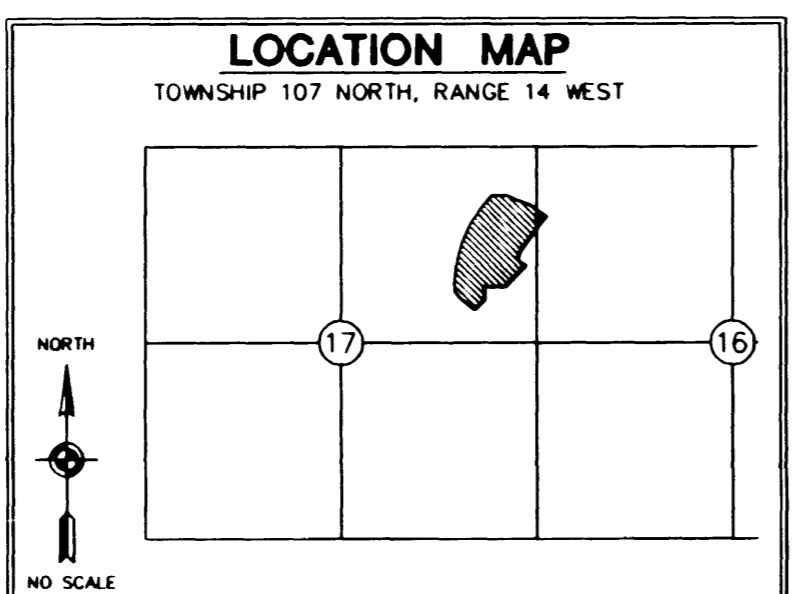 LOCATION MAP
TOWNSHIP 107 NORTH, RANGE 14 WEST
NORTH
17
16
NO SCALE